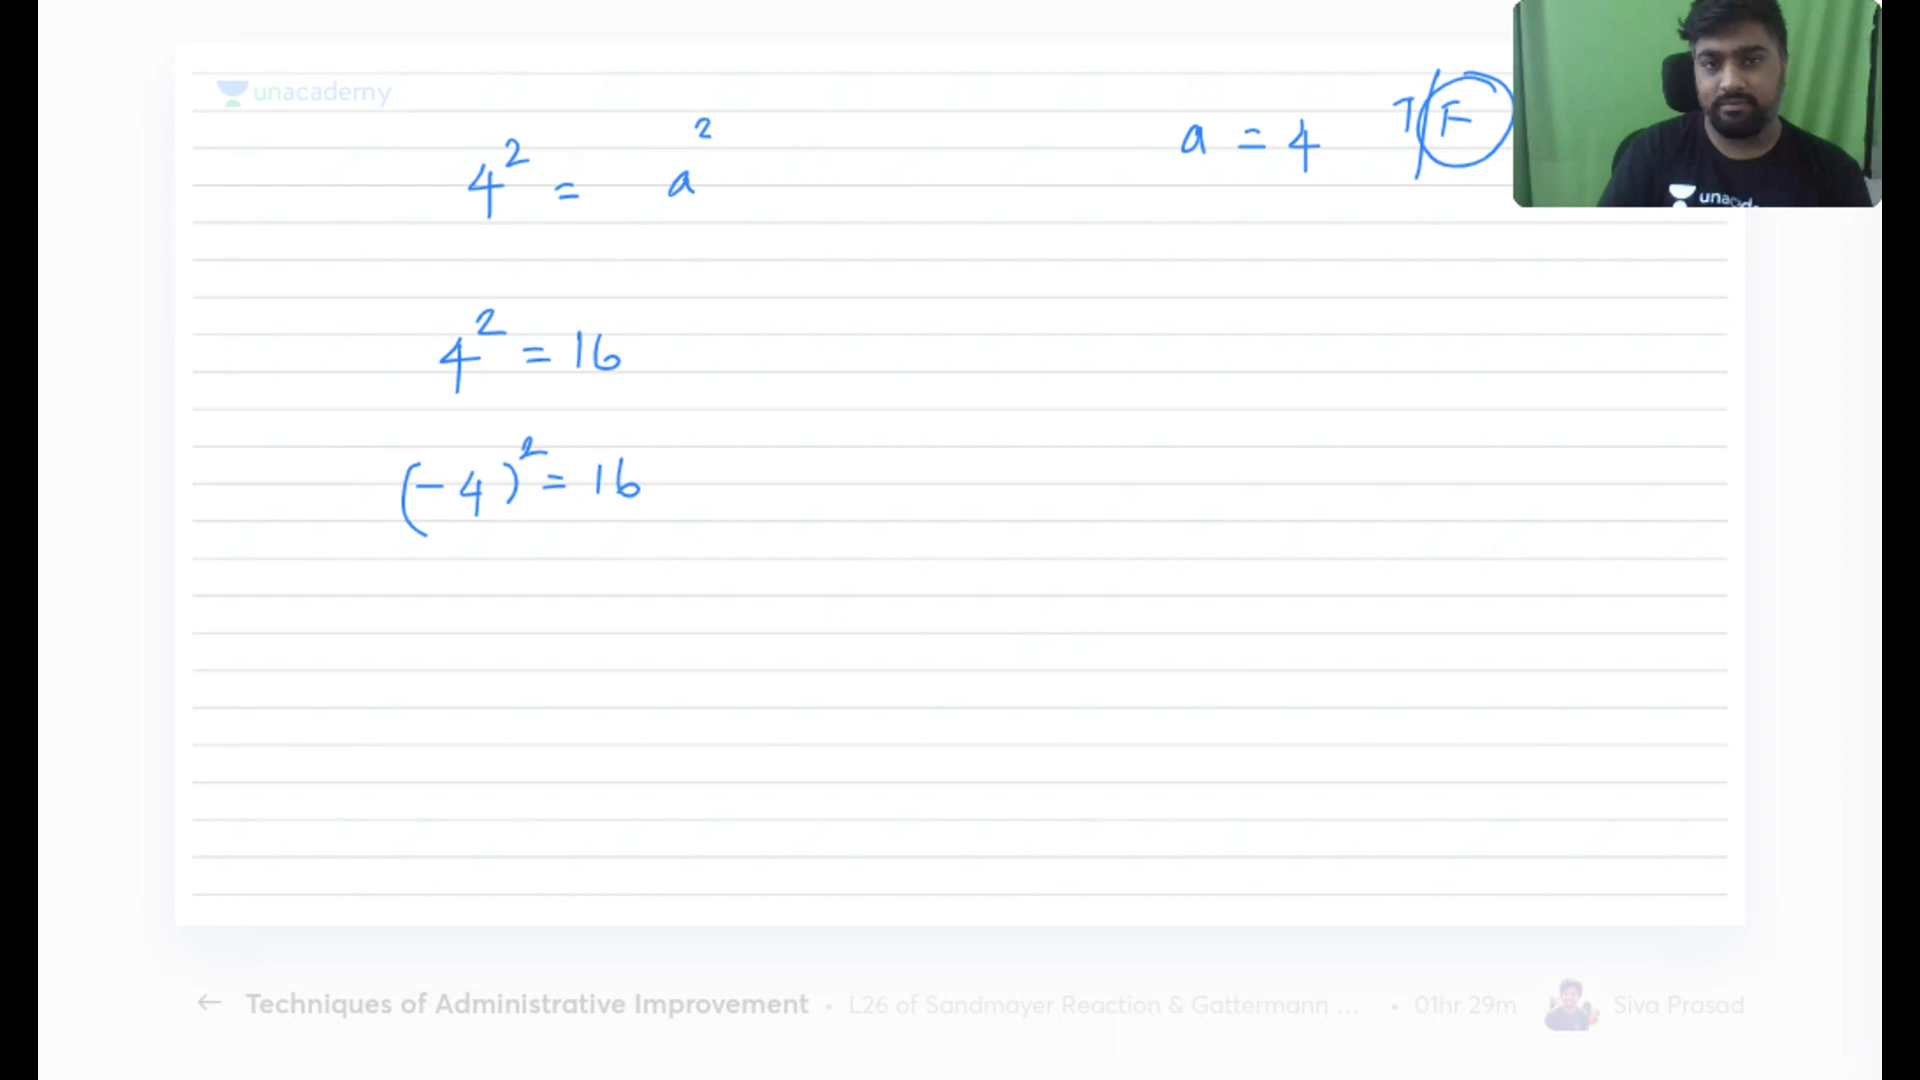 unacademy
4² = a²
a = 4 T/F
4² = 16
(-4)² = 16
unacade
← Techniques of Administrative Improvement • L26 of Sandmayer Reaction & Gattermann ... • 01hr 29m Siva Prasad